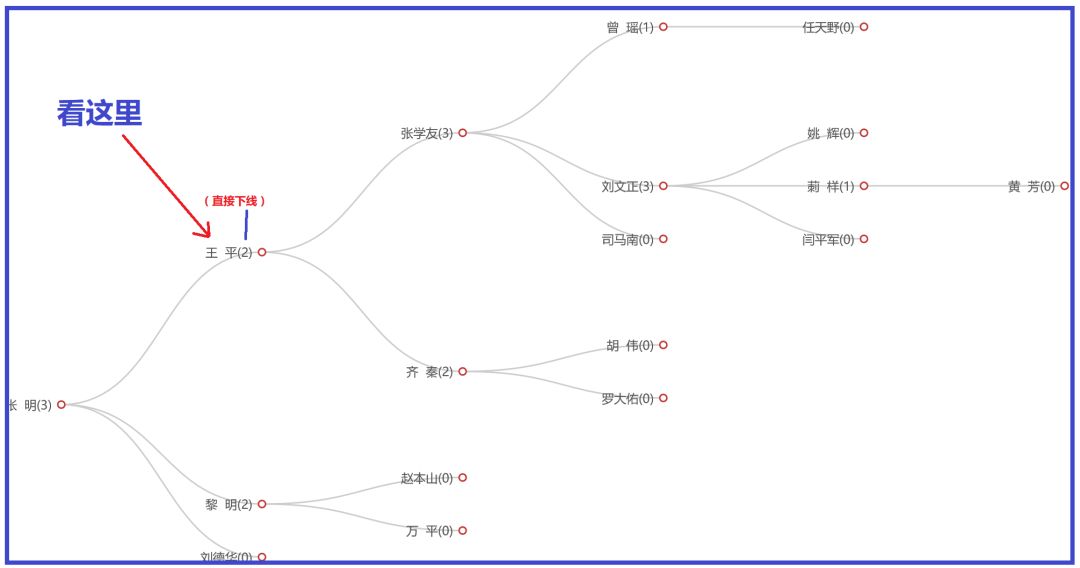 曾 瑶(1)
任天野(0)
看这里
张学友(3)
姚 辉(0)
刘文正(3)
莉 样(1)
黄 芳(0)
(直接下线)
司马南(0)
闫平军(0)
王 平(2)
胡 伟(0)
齐 秦(2)
罗大佑(0)
张 明(3)
赵本山(0)
黎 明(2)
万 平(0)
刘德华(0)